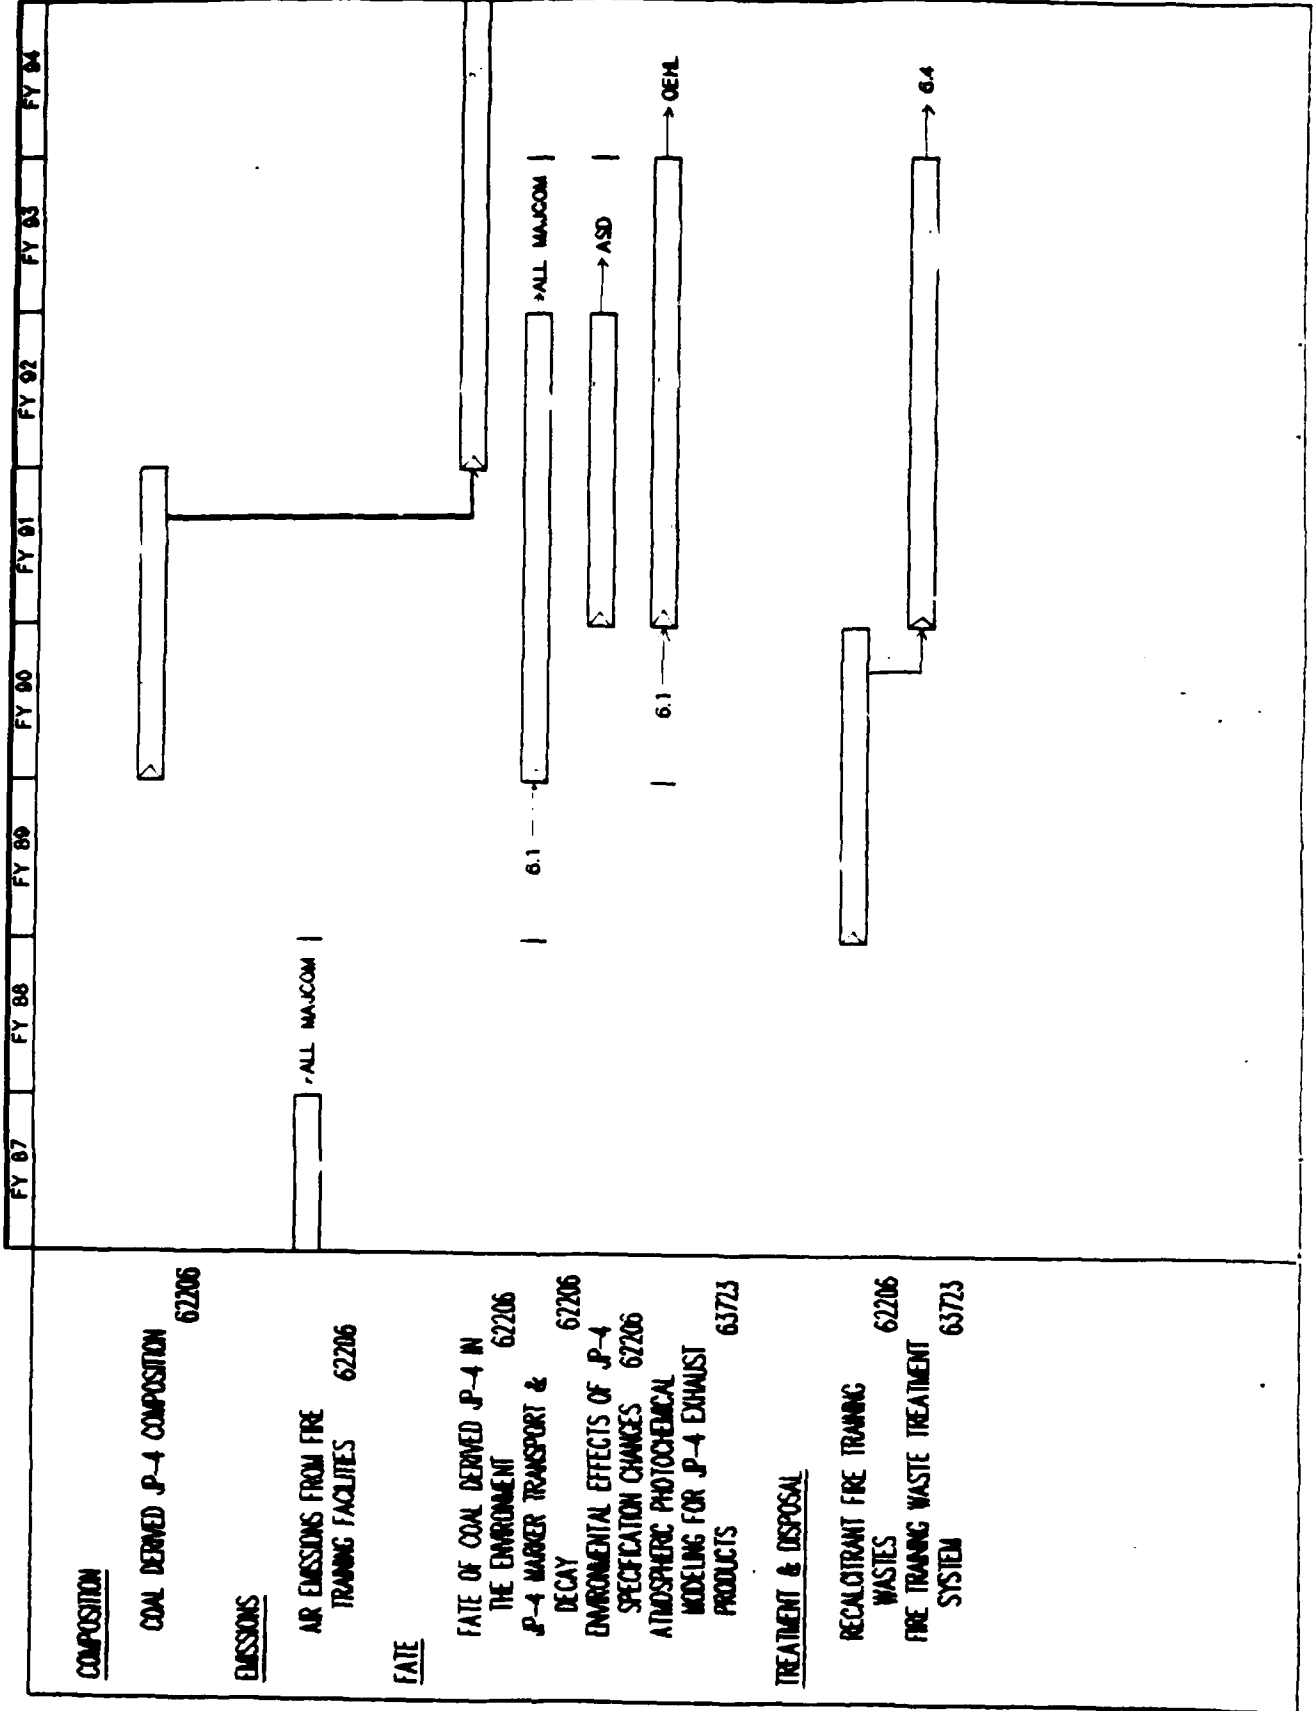 FY 87 FY 88 FY 89 FY 90 FY 91 FY 92 FY 93 FY 94
COMPOSITION
COAL DERIVED JP-4 COMPOSITION
62206
EMISSIONS
AIR EMISSIONS FROM FIRE
TRAINING FACILITES 62206
ALL MAJCOM
FATE
FATE OF COAL DERIVED JP-4 IN
THE ENVIRONMENT 62206
JP-4 MARKER TRANSPORT &
DECAY 62206
6.1
ALL MAJCOM
ENVIRONMENTAL EFFECTS OF JP-4
SPECIFICATION CHANGES 62206
ASD
ATMOSPHERIC PHOTOCHEMICAL
MODELING FOR JP-4 EXHAUST
PRODUCTS 63723
6.1
OEHL
TREATMENT & DISPOSAL
RECALCITRANT FIRE TRAINING
WASTES 62206
FIRE TRAINING WASTE TREATMENT
SYSTEM 63723
6.4